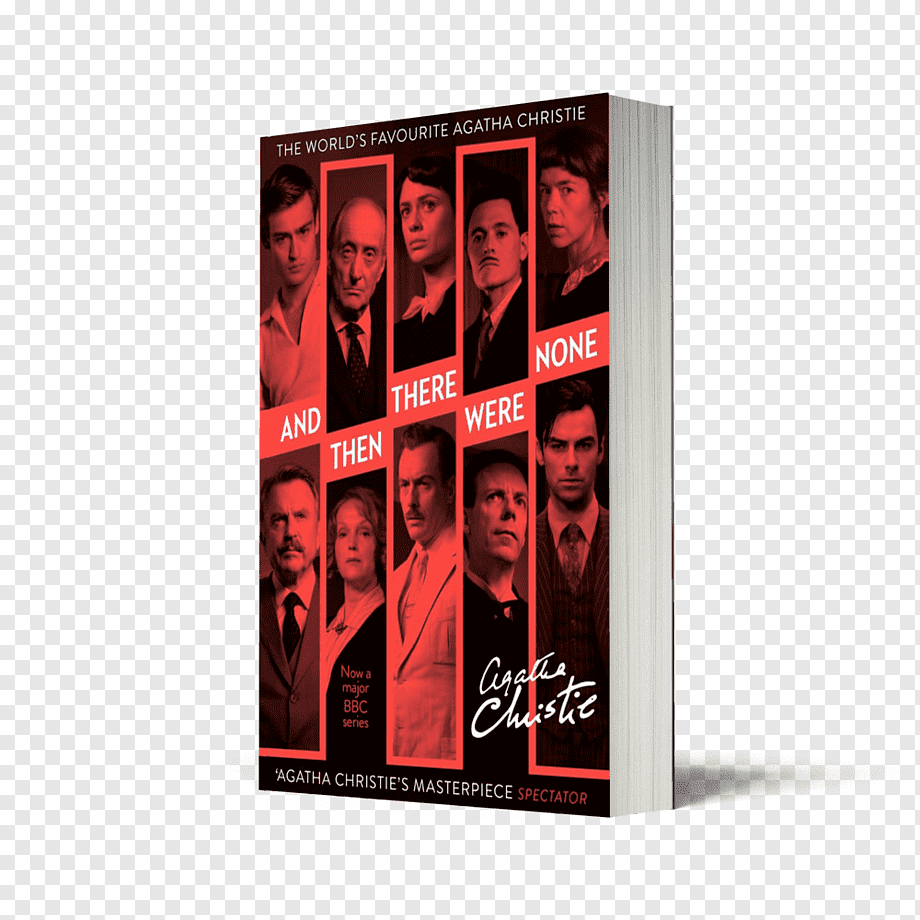 THE WORLD'S FAVOURITE AGATHA CHRISTIE
AND
THEN
THERE
WERE
NONE
Now a
major
BBC
series
Agatha
Christie
'AGATHA CHRISTIE'S MASTERPIECE SPECTATOR